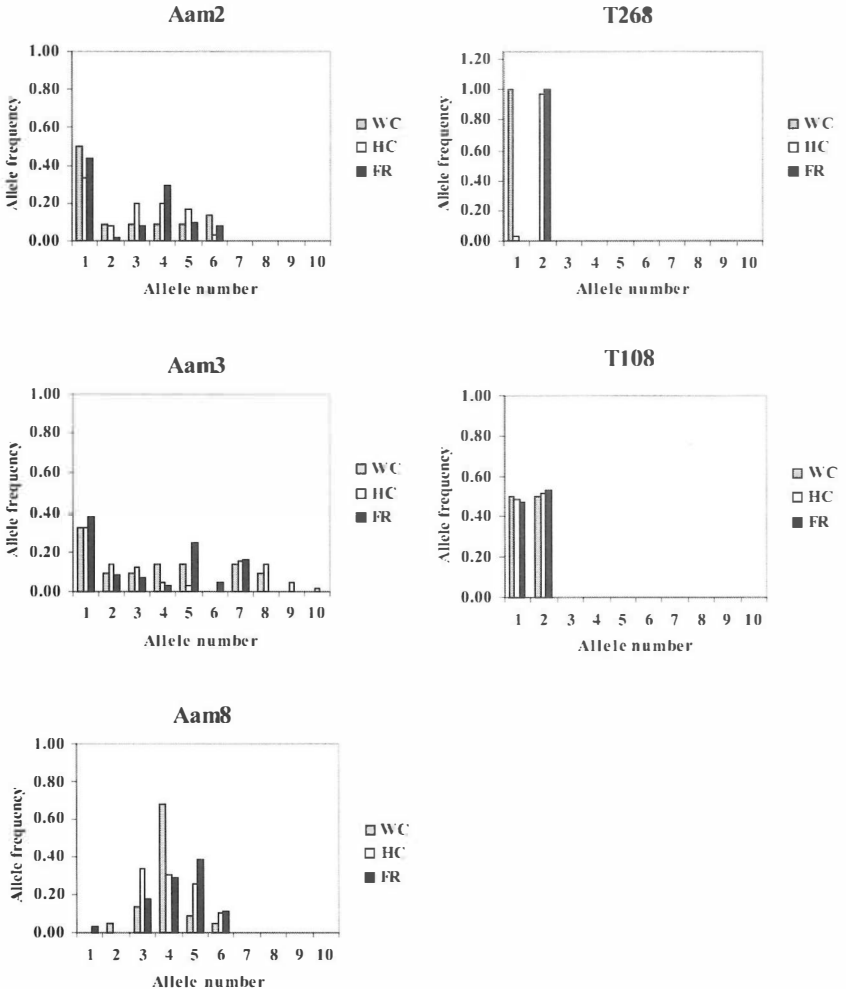 Aam2
1.00
0.80
0.60
0.40
0.20
0.00
Allele frequency
1 2 3 4 5 6 7 8 9 10
Allele number
WC
HC
FR
T268
1.20
1.00
0.80
0.60
0.40
0.20
0.00
Allele frequency
1 2 3 4 5 6 7 8 9 10
Allele number
WC
HC
FR
Aam3
1.00
0.80
0.60
0.40
0.20
0.00
Allele frequency
1 2 3 4 5 6 7 8 9 10
Allele number
WC
HC
FR
T108
1.00
0.80
0.60
0.40
0.20
0.00
Allele frequency
1 2 3 4 5 6 7 8 9 10
Allele number
WC
HC
FR
Aam8
1.00
0.80
0.60
0.40
0.20
0.00
Allele frequency
1 2 3 4 5 6 7 8 9 10
Allele number
WC
HC
FR